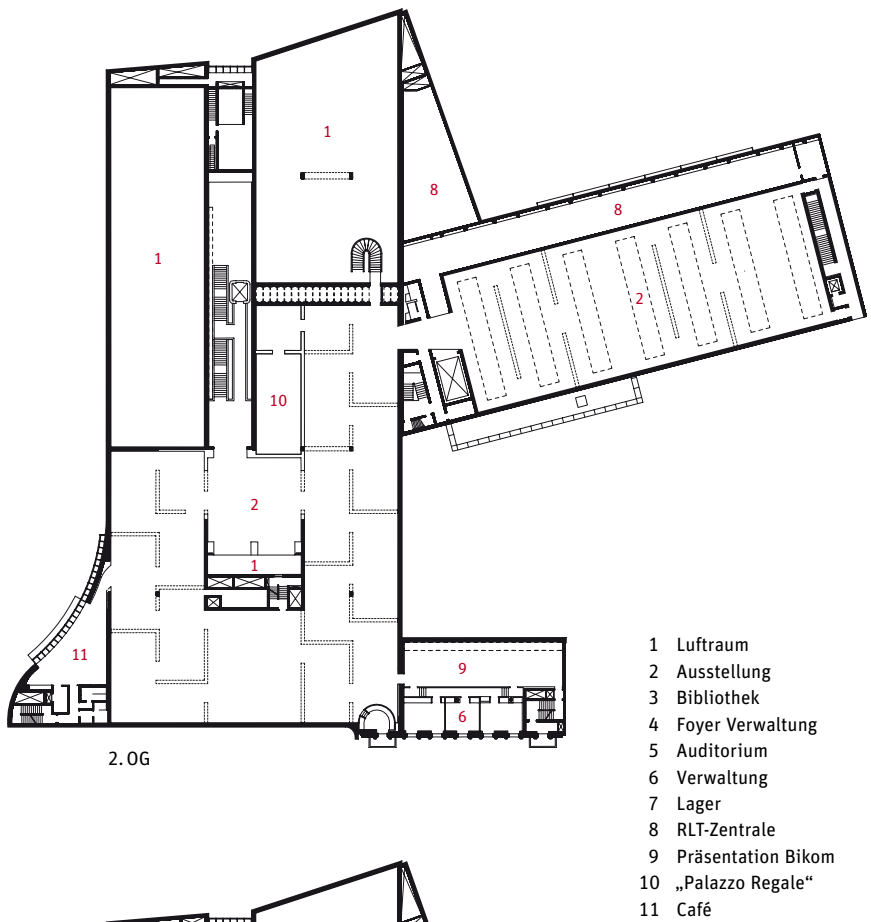 1
1
8
8
1
2
10
2
1
11
9
6
2. OG
1 Luftraum
2 Ausstellung
3 Bibliothek
4 Foyer Verwaltung
5 Auditorium
6 Verwaltung
7 Lager
8 RLT-Zentrale
9 Präsentation Bikom
10 „Palazzo Regale“
11 Café